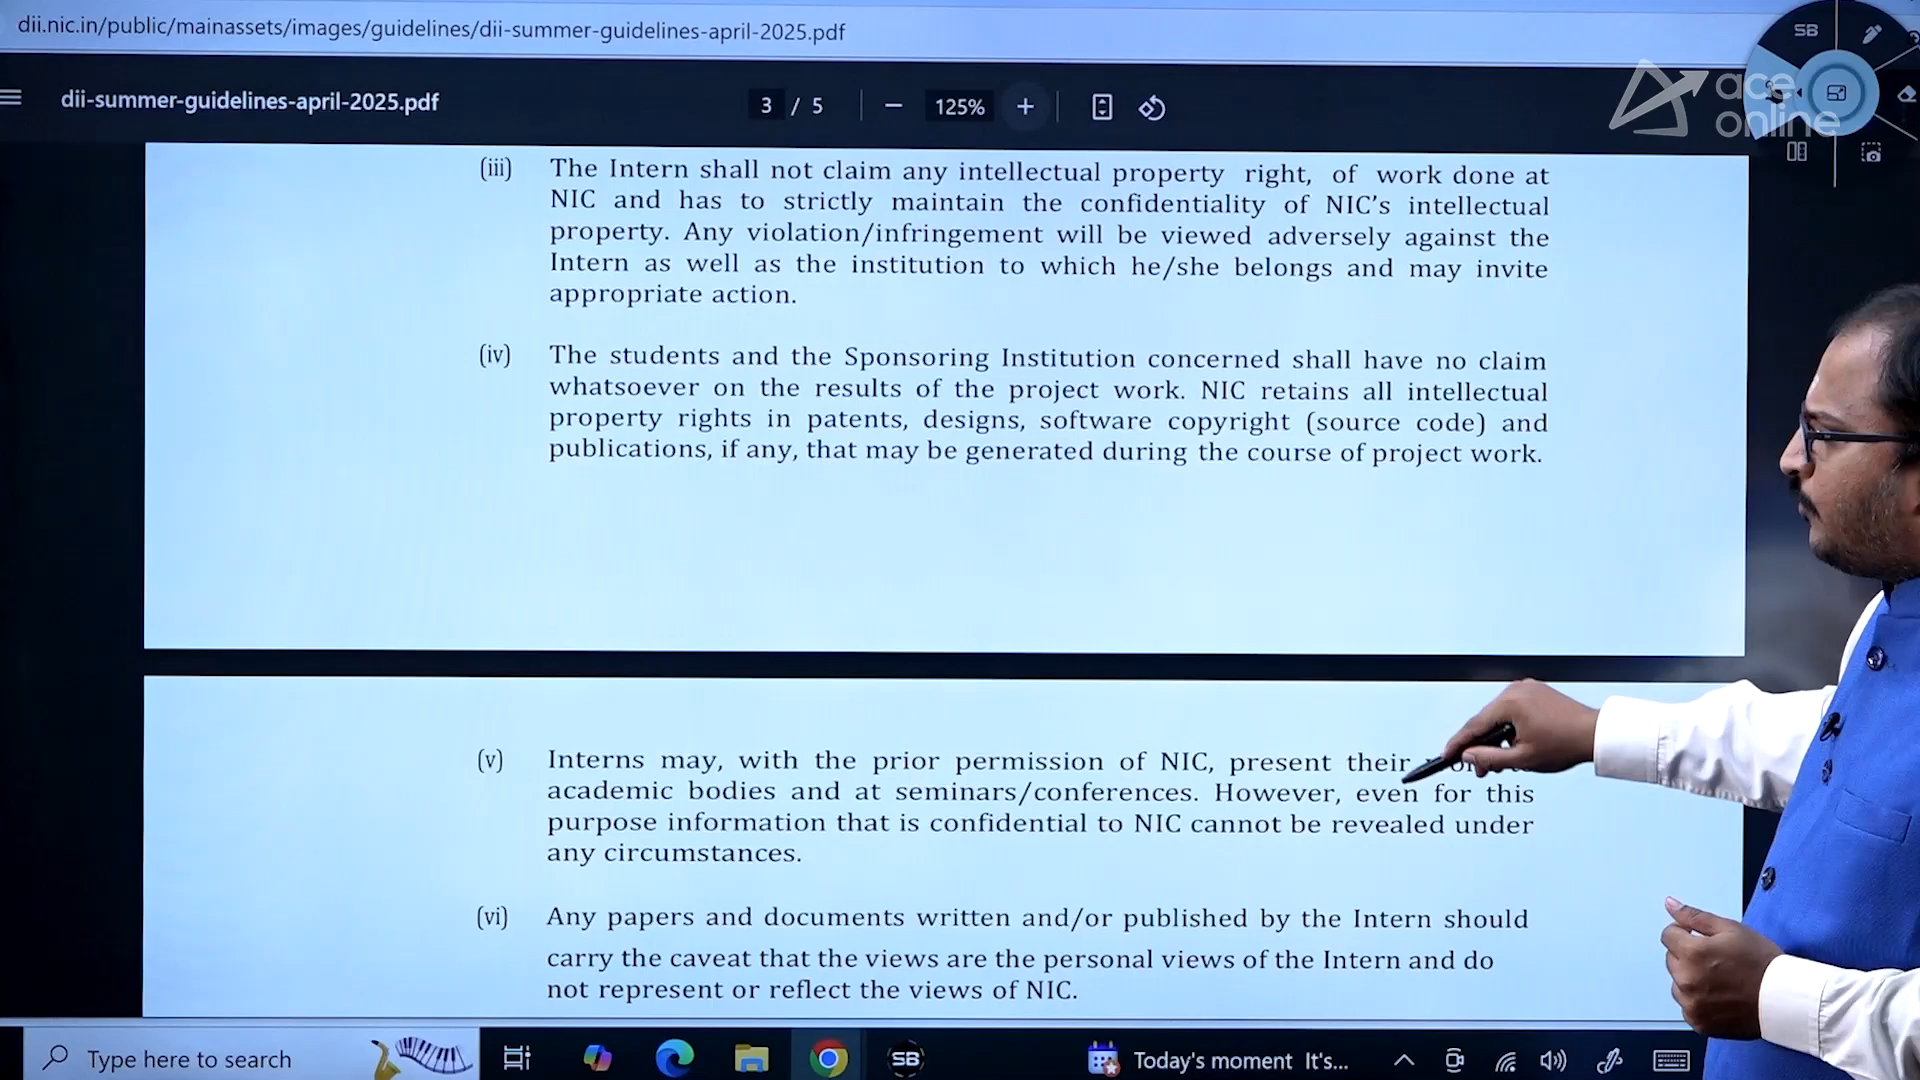 dii.nic.in/public/mainassets/images/guidelines/dii-summer-guidelines-april-2025.pdf
SB
dii-summer-guidelines-april-2025.pdf
3 / 5
125%
ace
online
(iii) The Intern shall not claim any intellectual property right, of work done at
NIC and has to strictly maintain the confidentiality of NIC’s intellectual
property. Any violation/infringement will be viewed adversely against the
Intern as well as the institution to which he/she belongs and may invite
appropriate action.
(iv) The students and the Sponsoring Institution concerned shall have no claim
whatsoever on the results of the project work. NIC retains all intellectual
property rights in patents, designs, software copyright (source code) and
publications, if any, that may be generated during the course of project work.
(v) Interns may, with the prior permission of NIC, present their
academic bodies and at seminars/conferences. However, even for this
purpose information that is confidential to NIC cannot be revealed under
any circumstances.
(vi) Any papers and documents written and/or published by the Intern should
carry the caveat that the views are the personal views of the Intern and do
not represent or reflect the views of NIC.
Type here to search
SB
Today's moment It's...